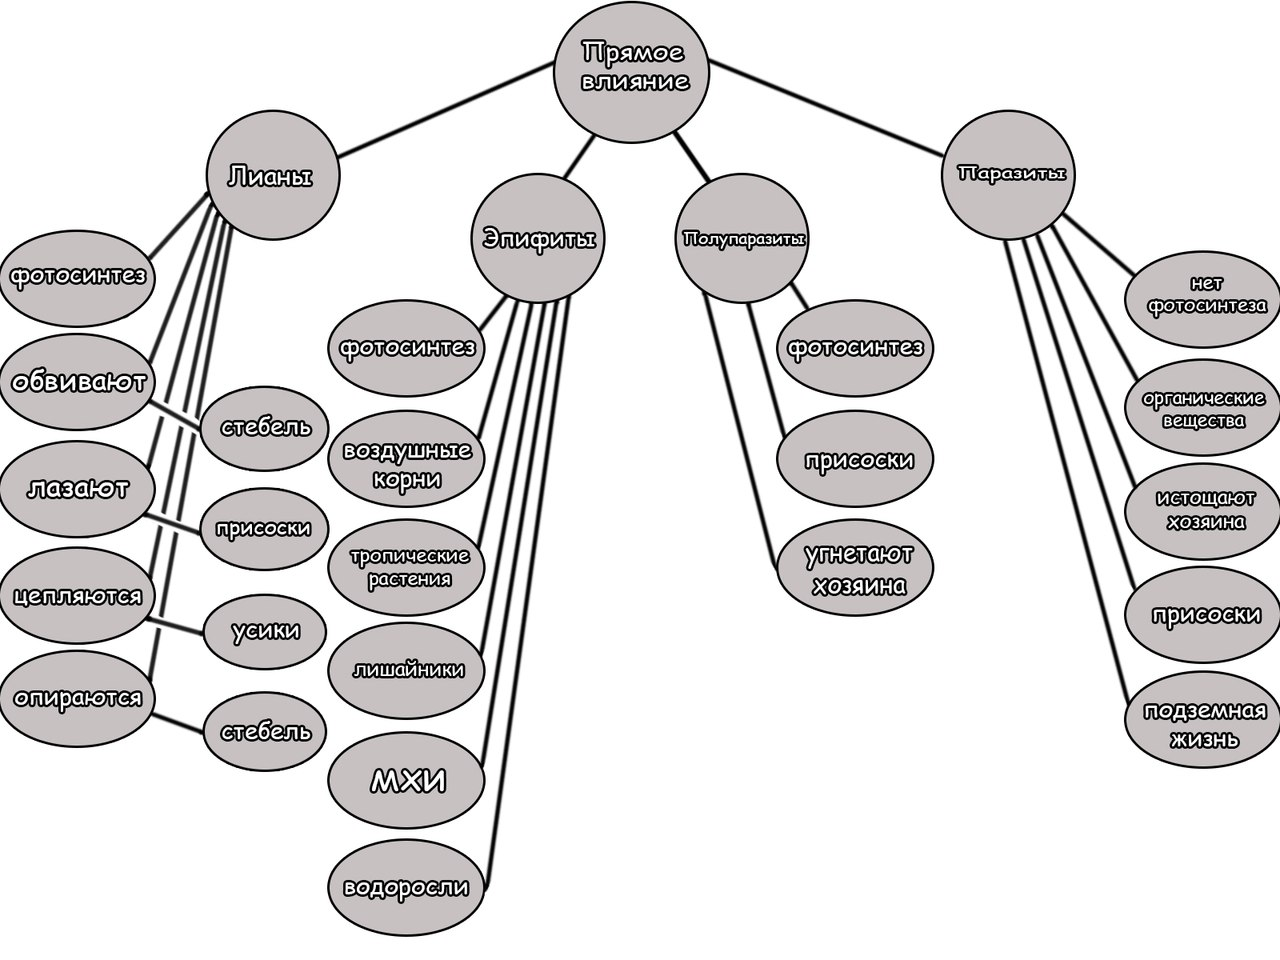 Прямое
влияние
Лианы
фотосинтез
обвивают
стебель
лазают
присоски
цепляются
усики
опираются
стебель
Эпифиты
фотосинтез
воздушные
корни
тропические
растения
лишайники
мхи
водоросли
Полупаразиты
фотосинтез
присоски
угнетают
хозяина
Паразиты
нет
фотосинтеза
органические
вещества
истощают
хозяина
присоски
подземная
жизнь